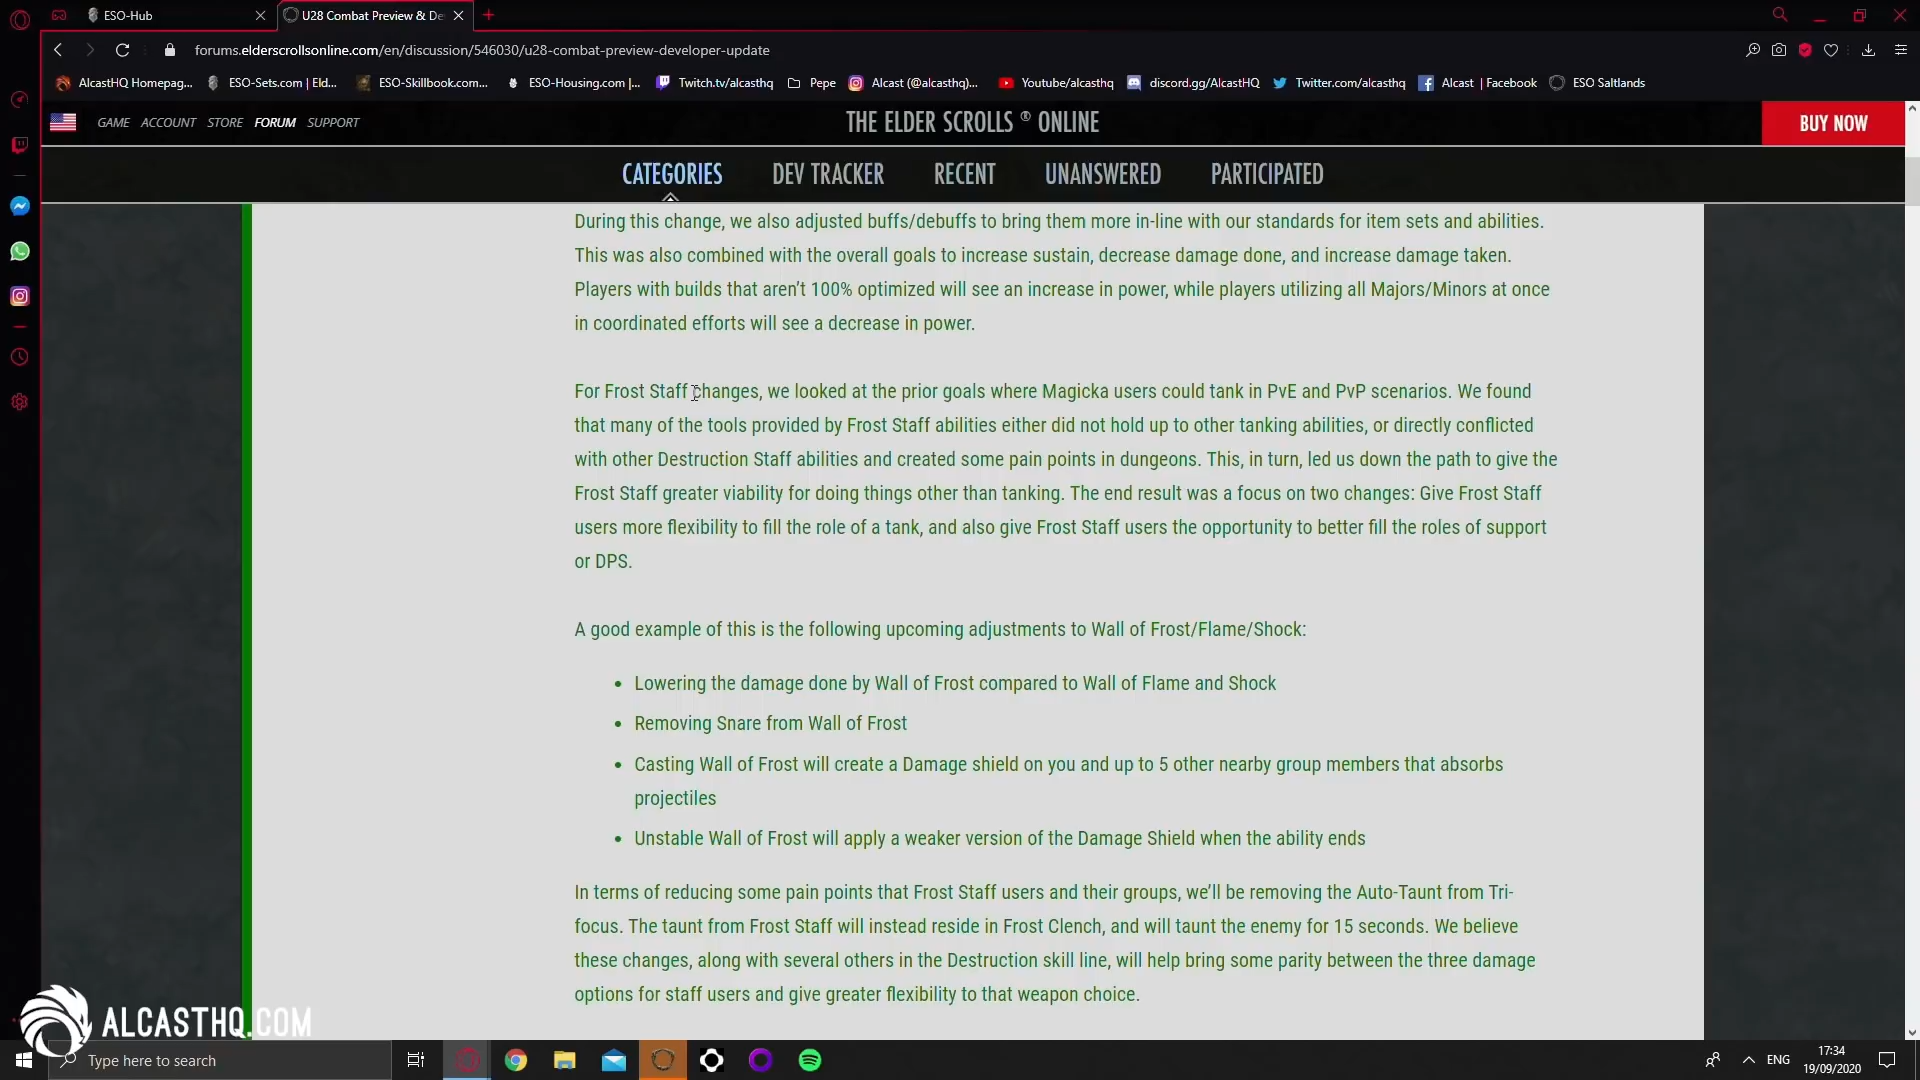 ESO-Hub
U28 Combat Preview & De
forums.elderscrollsonline.com/en/discussion/546030/u28-combat-preview-developer-update
AlcastHQ Homepag... ESO-Sets.com | Eld... ESO-Skillbook.com... ESO-Housing.com |... Twitch.tv/alcasthq Pepe Alcast (@alcasthq)... Youtube/alcasthq discord.gg/AlcastHQ Twitter.com/alcasthq Alcast | Facebook ESO Saltlands
GAME ACCOUNT STORE FORUM SUPPORT
THE ELDER SCROLLS ® ONLINE
BUY NOW
CATEGORIES DEV TRACKER RECENT UNANSWERED PARTICIPATED
During this change, we also adjusted buffs/debuffs to bring them more in-line with our standards for item sets and abilities.
This was also combined with the overall goals to increase sustain, decrease damage done, and increase damage taken.
Players with builds that aren't 100% optimized will see an increase in power, while players utilizing all Majors/Minors at once
in coordinated efforts will see a decrease in power.
For Frost Staff changes, we looked at the prior goals where Magicka users could tank in PvE and PvP scenarios. We found
that many of the tools provided by Frost Staff abilities either did not hold up to other tanking abilities, or directly conflicted
with other Destruction Staff abilities and created some pain points in dungeons. This, in turn, led us down the path to give the
Frost Staff greater viability for doing things other than tanking. The end result was a focus on two changes: Give Frost Staff
users more flexibility to fill the role of a tank, and also give Frost Staff users the opportunity to better fill the roles of support
or DPS.
A good example of this is the following upcoming adjustments to Wall of Frost/Flame/Shock:
• Lowering the damage done by Wall of Frost compared to Wall of Flame and Shock
• Removing Snare from Wall of Frost
• Casting Wall of Frost will create a Damage shield on you and up to 5 other nearby group members that absorbs
projectiles
• Unstable Wall of Frost will apply a weaker version of the Damage Shield when the ability ends
In terms of reducing some pain points that Frost Staff users and their groups, we'll be removing the Auto-Taunt from Tri-
focus. The taunt from Frost Staff will instead reside in Frost Clench, and will taunt the enemy for 15 seconds. We believe
these changes, along with several others in the Destruction skill line, will help bring some parity between the three damage
options for staff users and give greater flexibility to that weapon choice.
ALCASTHQ.COM
Type here to search
ENG
17:34
19/09/2020